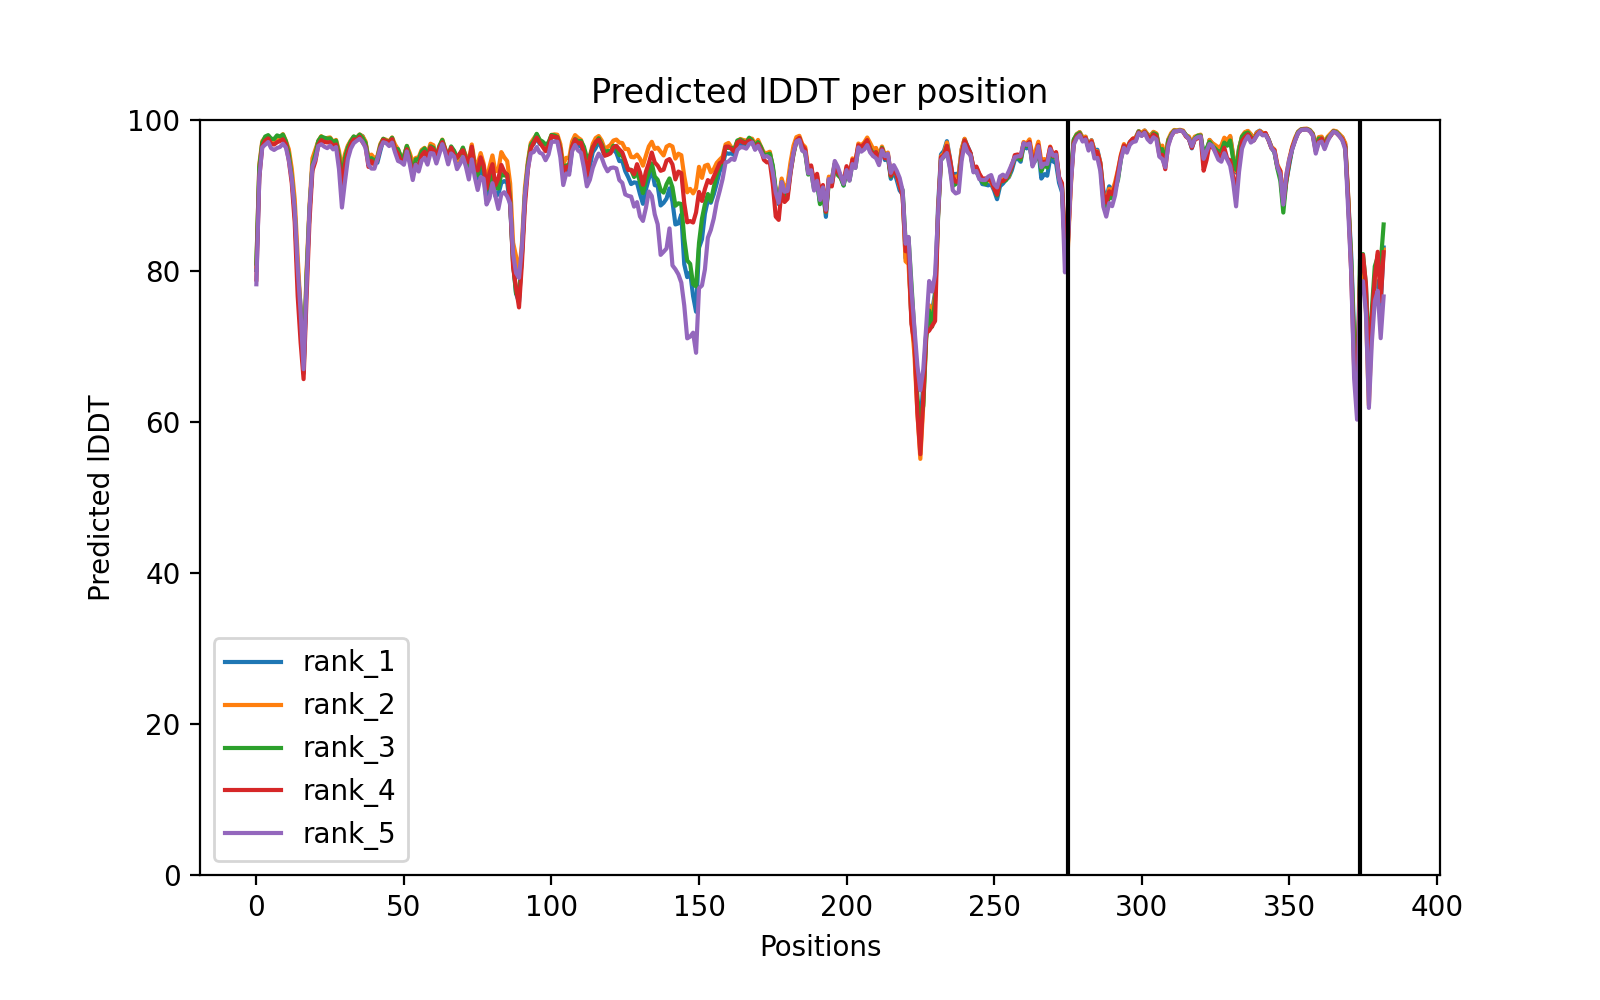 Predicted lDDT per position
Predicted lDDT
100
80
60
40
20
0
rank_1
rank_2
rank_3
rank_4
rank_5
0 50 100 150 200 250 300 350 400
Positions